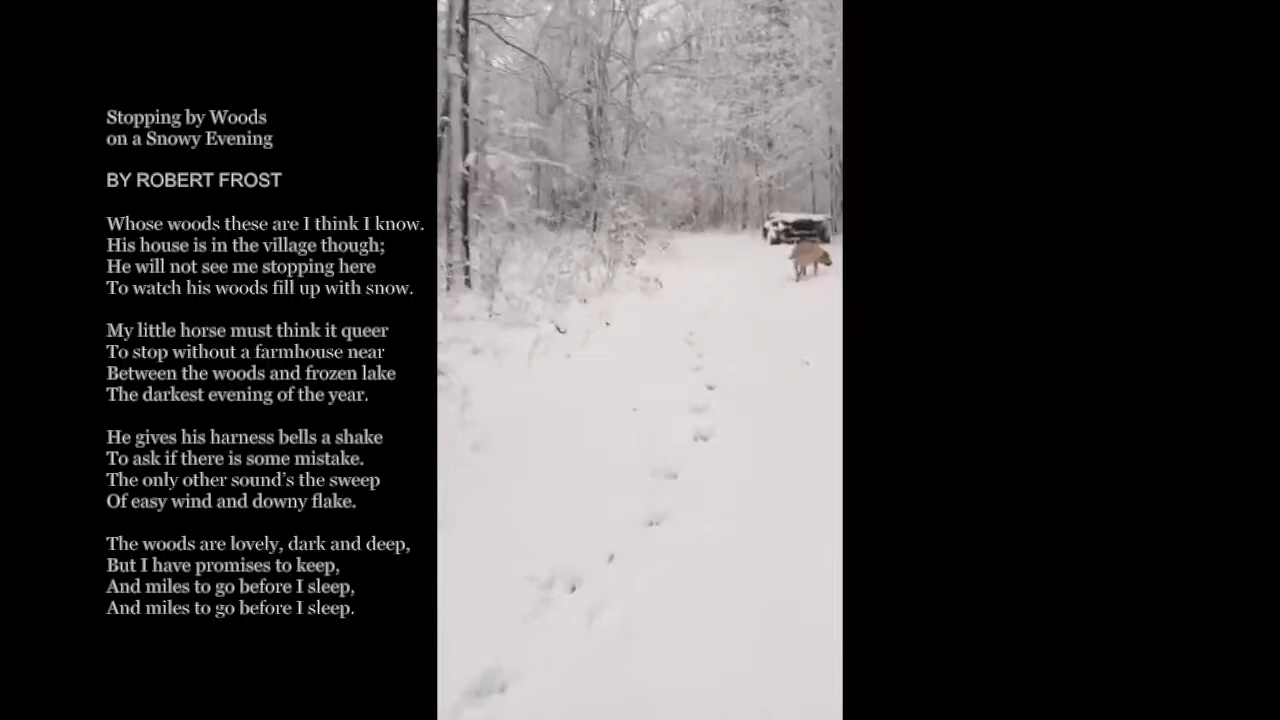 Stopping by Woods
on a Snowy Evening
BY ROBERT FROST
Whose woods these are I think I know.
His house is in the village though;
He will not see me stopping here
To watch his woods fill up with snow.
My little horse must think it queer
To stop without a farmhouse near
Between the woods and frozen lake
The darkest evening of the year.
He gives his harness bells a shake
To ask if there is some mistake.
The only other sound’s the sweep
Of easy wind and downy flake.
The woods are lovely, dark and deep,
But I have promises to keep,
And miles to go before I sleep,
And miles to go before I sleep.